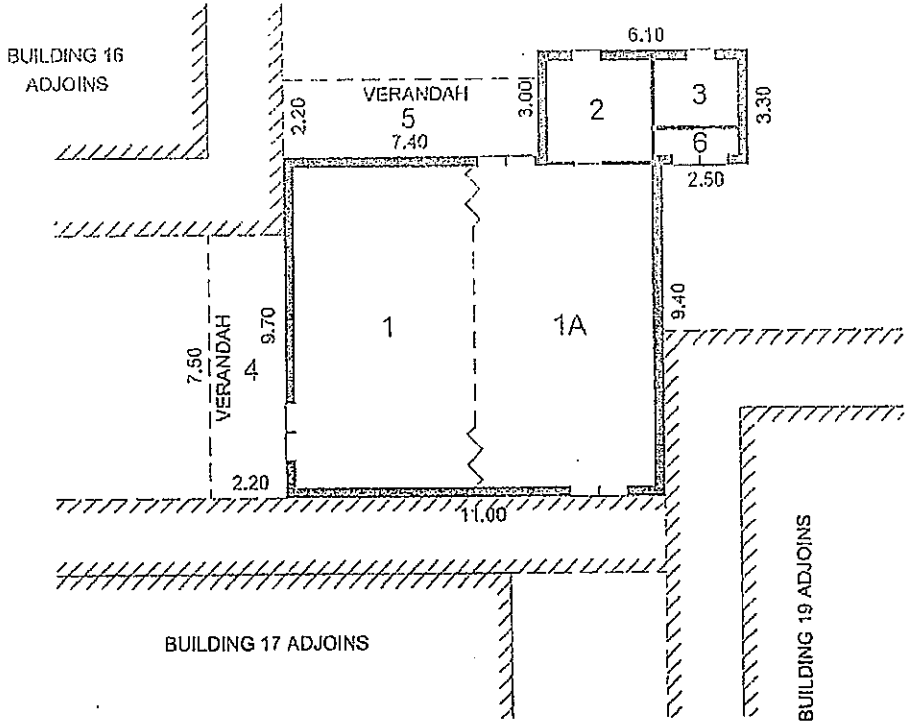 BUILDING 16
ADJOINS
6.10
VERANDAH
5
7.40
2.20
3.00
2
3
3.30
6
2.50
1
1A
9.70
9.40
7.50
VERANDAH
4
2.20
11.00
BUILDING 17 ADJOINS
BUILDING 19 ADJOINS